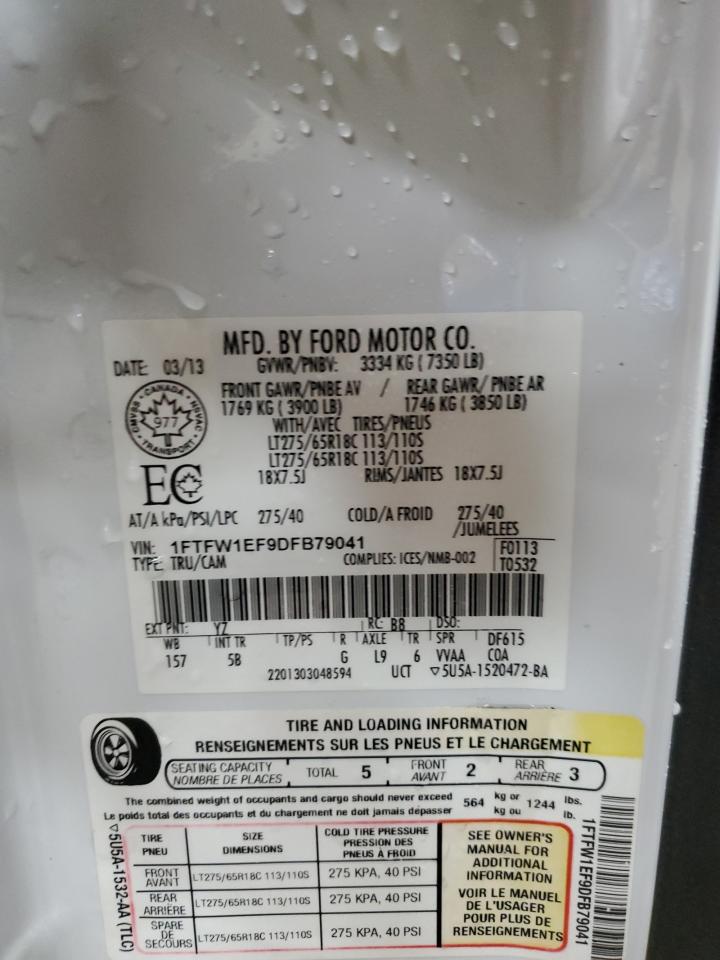 MFD. BY FORD MOTOR CO.
DATE: 03/13 GVWR/PNBV: 3334 KG ( 7350 LB)
FRONT GAWR/PNBE AV / REAR GAWR/ PNBE AR
1769 KG ( 3900 LB) 1746 KG ( 3850 LB)
WITH/AVEC TIRES/PNEUS
LT275/65R18C 113/110S
LT275/65R18C 113/110S
18X7.5J RIMS/JANTES 18X7.5J
CANADA
CMVSS NSVAC
977
TRANSPORT
EC
AT/A kPa/PSI/LPC 275/40 COLD/A FROID 275/40
/JUMELEES
VIN: 1FTFW1EF9DFB79041 F0113
TYPE: TRU/CAM COMPLIES: ICES/NMB-002 T0532
EXT PNT: YZ RC: B8 DSO:
WB INT TR TP/PS R AXLE TR SPR DF615
157 5B G L9 6 VVAA COA
2201303048594 UCT ▽5U5A-1520472-BA
TIRE AND LOADING INFORMATION
RENSEIGNEMENTS SUR LES PNEUS ET LE CHARGEMENT
SEATING CAPACITY
NOMBRE DE PLACES
TOTAL 5
FRONT
AVANT 2
REAR
ARRIÈRE 3
The combined weight of occupants and cargo should never exceed 564 kg or 1244 lbs.
Le poids total des occupants et du chargement ne doit jamais dépasser kg ou lb.
TIRE
PNEU
SIZE
DIMENSIONS
COLD TIRE PRESSURE
PRESSION DES
PNEUS A FROID
FRONT
AVANT
LT275/65R18C 113/110S 275 KPA, 40 PSI
REAR
ARRIÈRE
LT275/65R18C 113/110S 275 KPA, 40 PSI
SPARE
DE
SECOURS
LT275/65R18C 113/110S 275 KPA, 40 PSI
SEE OWNER'S
MANUAL FOR
ADDITIONAL
INFORMATION
VOIR LE MANUEL
DE L'USAGER
POUR PLUS DE
RENSEIGNEMENTS
▽5U5A-1532-AA (TLC)
1FTFW1EF9DFB79041